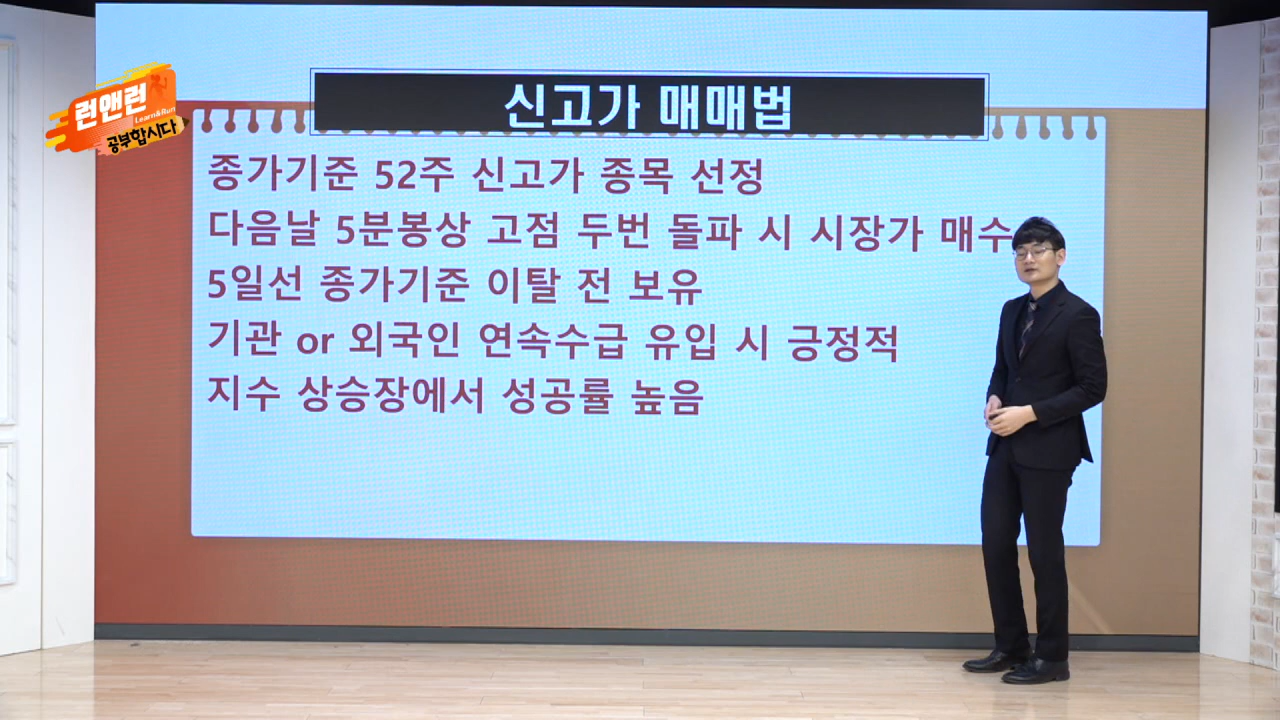 런앤런
Learn&Run
공부합시다
신고가 매매법
종가기준 52주 신고가 종목 선정
다음날 5분봉상 고점 두번 돌파 시 시장가 매수
5일선 종가기준 이탈 전 보유
기관 or 외국인 연속수급 유입 시 긍정적
지수 상승장에서 성공률 높음